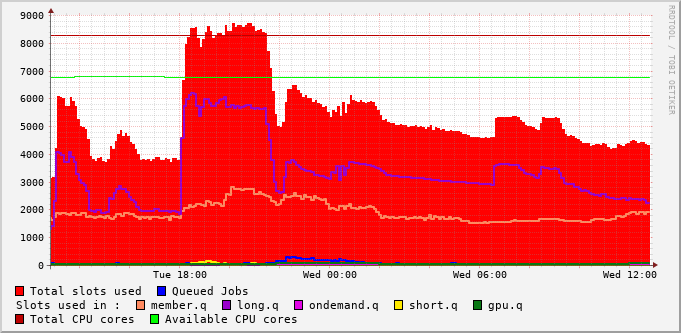 9000
8000
7000
6000
5000
4000
3000
2000
1000
0
Tue 18:00 Wed 00:00 Wed 06:00 Wed 12:00
RRDTOOL / TOBI OETIKER
Total slots used Queued Jobs
Slots used in : member.q long.q ondemand.q short.q gpu.q
Total CPU cores Available CPU cores